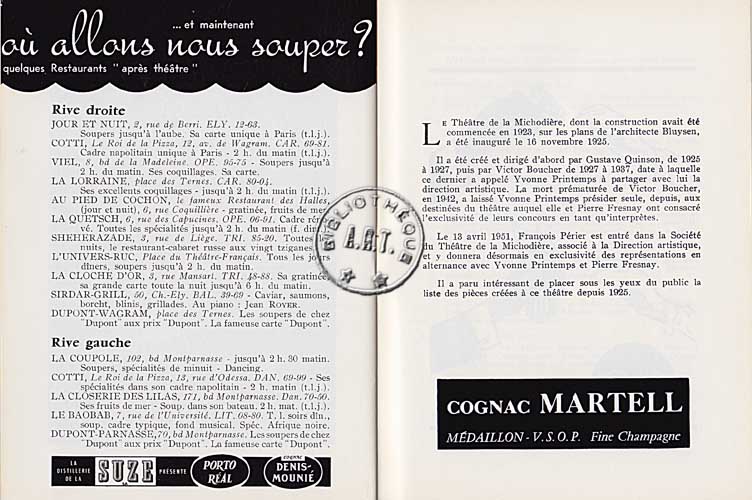 ... et maintenant
où allons nous souper?
quelques Restaurants "après théâtre"
Rive droite
JOUR ET NUIT, 2, rue de Berri. ELY. 12-63.
Soupers jusqu'à l'aube. Sa carte unique à Paris (t.l.j.).
COTTI, Le Roi de la Pizza, 12, av. de Wagram. CAR. 69-81.
Cadre napolitain unique à Paris - 2 h. du matin (t.l.j.).
VIEL, 8, bd de la Madeleine. OPE. 95-75 - Soupers jusqu'à
2 h. du matin. Ses coquillages. Sa carte.
LA LORRAINE, place des Ternes. CAR. 80-04.
Ses excellents coquillages - jusqu'à 2 h. du matin (t.l.j.).
AU PIED DE COCHON, le fameux Restaurant des Halles,
(jour et nuit), 6, rue Coquillière - gratinée, fruits de mer.
LA QUETSCH, 6, rue des Capucines. OPE. 06-91. Cadre
vé. Toutes les spécialités jusqu'à 2 h. du matin (f. dim
SHEHERAZADE, 3, rue de Liège. TRI. 85-20. Toutes
nuits, le restaurant-cabaret russe aux vingt tziganes.
L'UNIVERS-RUC, Place du Théâtre-Français. Tous les jours
dîners, soupers jusqu'à 2 h. du matin.
LA CLOCHE D'OR, 3, rue Mansart. TRI. 48-88. Sa gratinée,
sa grande carte toute la nuit jusqu'à 6 h. du matin.
SIRDAR-GRILL, 50, Ch.-Ely. BAL. 39-69 - Caviar, saumons,
borcht, blinis, grillades. Au piano : Jean ROVER.
DUPONT-WAGRAM, place des Ternes. Les soupers de chez
"Dupont" aux prix "Dupont". La fameuse carte "Dupont".
Rive gauche
LA COUPOLE, 102, bd Montparnasse - jusqu'à 2 h. 30 matin.
Soupers, spécialités de minuit - Dancing.
COTTI, Le Roi de la Pizza, 13, rue d'Odessa. DAN. 69-99 - Ses
spécialités dans son cadre napolitain - 2 h. matin (t.l.j.).
LA CLOSERIE DES LILAS, 171, bd Montparnasse. Dan. 70-50.
Ses fruits de mer - Soup. dans son bateau. 2 h. mat. (t.l.j.).
LE BAOBAB, 7, rue de l'Université. LIT. 08-80. T. l. soirs dîn.,
soup, cadre typique, fond musical. Spéc. Afrique noire.
DUPONT-PARNASSE, 70, bd Montparnasse. Les soupers de chez
"Dupont" aux prix "Dupont". La fameuse carte "Dupont".
LA DISTILLERIE DE LA SUZE PRÉSENTE PORTO RÉAL COGNAC DENIS-MOUNIÉ
BIBLIOTHÈQUE
A.R.T.
LE Théâtre de la Michodière, dont la construction avait été
commencée en 1923, sur les plans de l'architecte Bluysen,
a été inauguré le 16 novembre 1925.
Il a été créé et dirigé d'abord par Gustave Quinson, de 1925
à 1927, puis par Victor Boucher de 1927 à 1937, date à laquelle
ce dernier a appelé Yvonne Printemps à partager avec lui la
direction artistique. La mort prématurée de Victor Boucher,
en 1942, a laissé Yvonne Printemps présider seule, depuis, aux
destinées du théâtre auquel elle et Pierre Fresnay ont consacré
l'exclusivité de leurs concours en tant qu'interprètes.
Le 13 avril 1951, François Périer est entré dans la Société
du Théâtre de la Michodière, associé à la Direction artistique,
et y donnera désormais en exclusivité des représentations en
alternance avec Yvonne Printemps et Pierre Fresnay.
Il a paru intéressant de placer sous les yeux du public la
liste des pièces créées à ce théâtre depuis 1925.
COGNAC MARTELL
MÉDAILLON - V.S.O.P. Fine Champagne